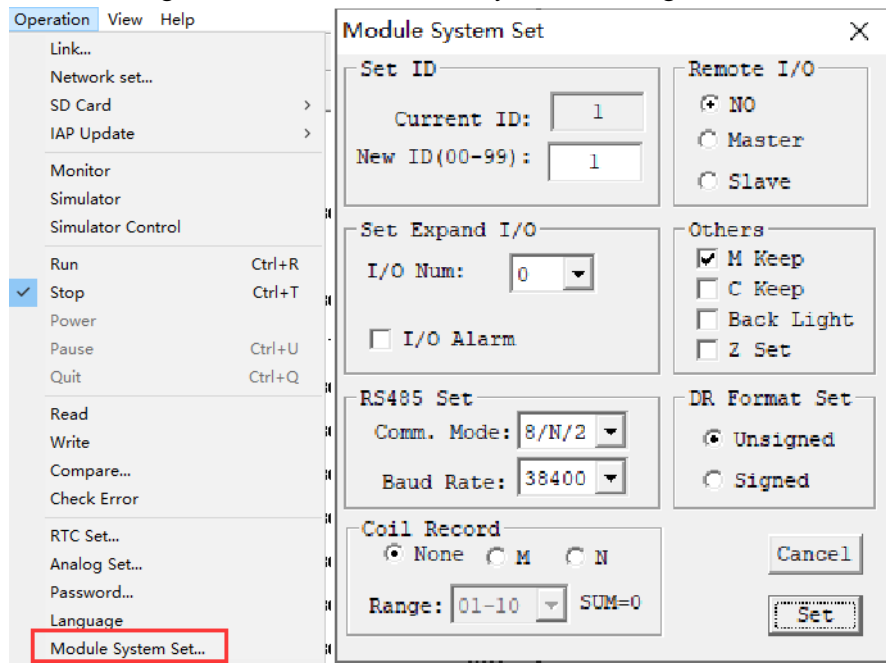 Operation View Help
Link...
Network set...
SD Card >
IAP Update >
Monitor
Simulator
Simulator Control
Run Ctrl+R
Stop Ctrl+T
Power
Pause Ctrl+U
Quit Ctrl+Q
Read
Write
Compare...
Check Error
RTC Set...
Analog Set...
Password...
Language
Module System Set...
Module System Set
Set ID
Current ID: 1
New ID(00-99): 1
Remote I/O
NO
Master
Slave
Set Expand I/O
I/O Num: 0
I/O Alarm
Others
M Keep
C Keep
Back Light
Z Set
RS485 Set
Comm. Mode: 8/N/2
Baud Rate: 38400
DR Format Set
Unsigned
Signed
Coil Record
None M N
Range: 01-10 SUM=0
Cancel
Set